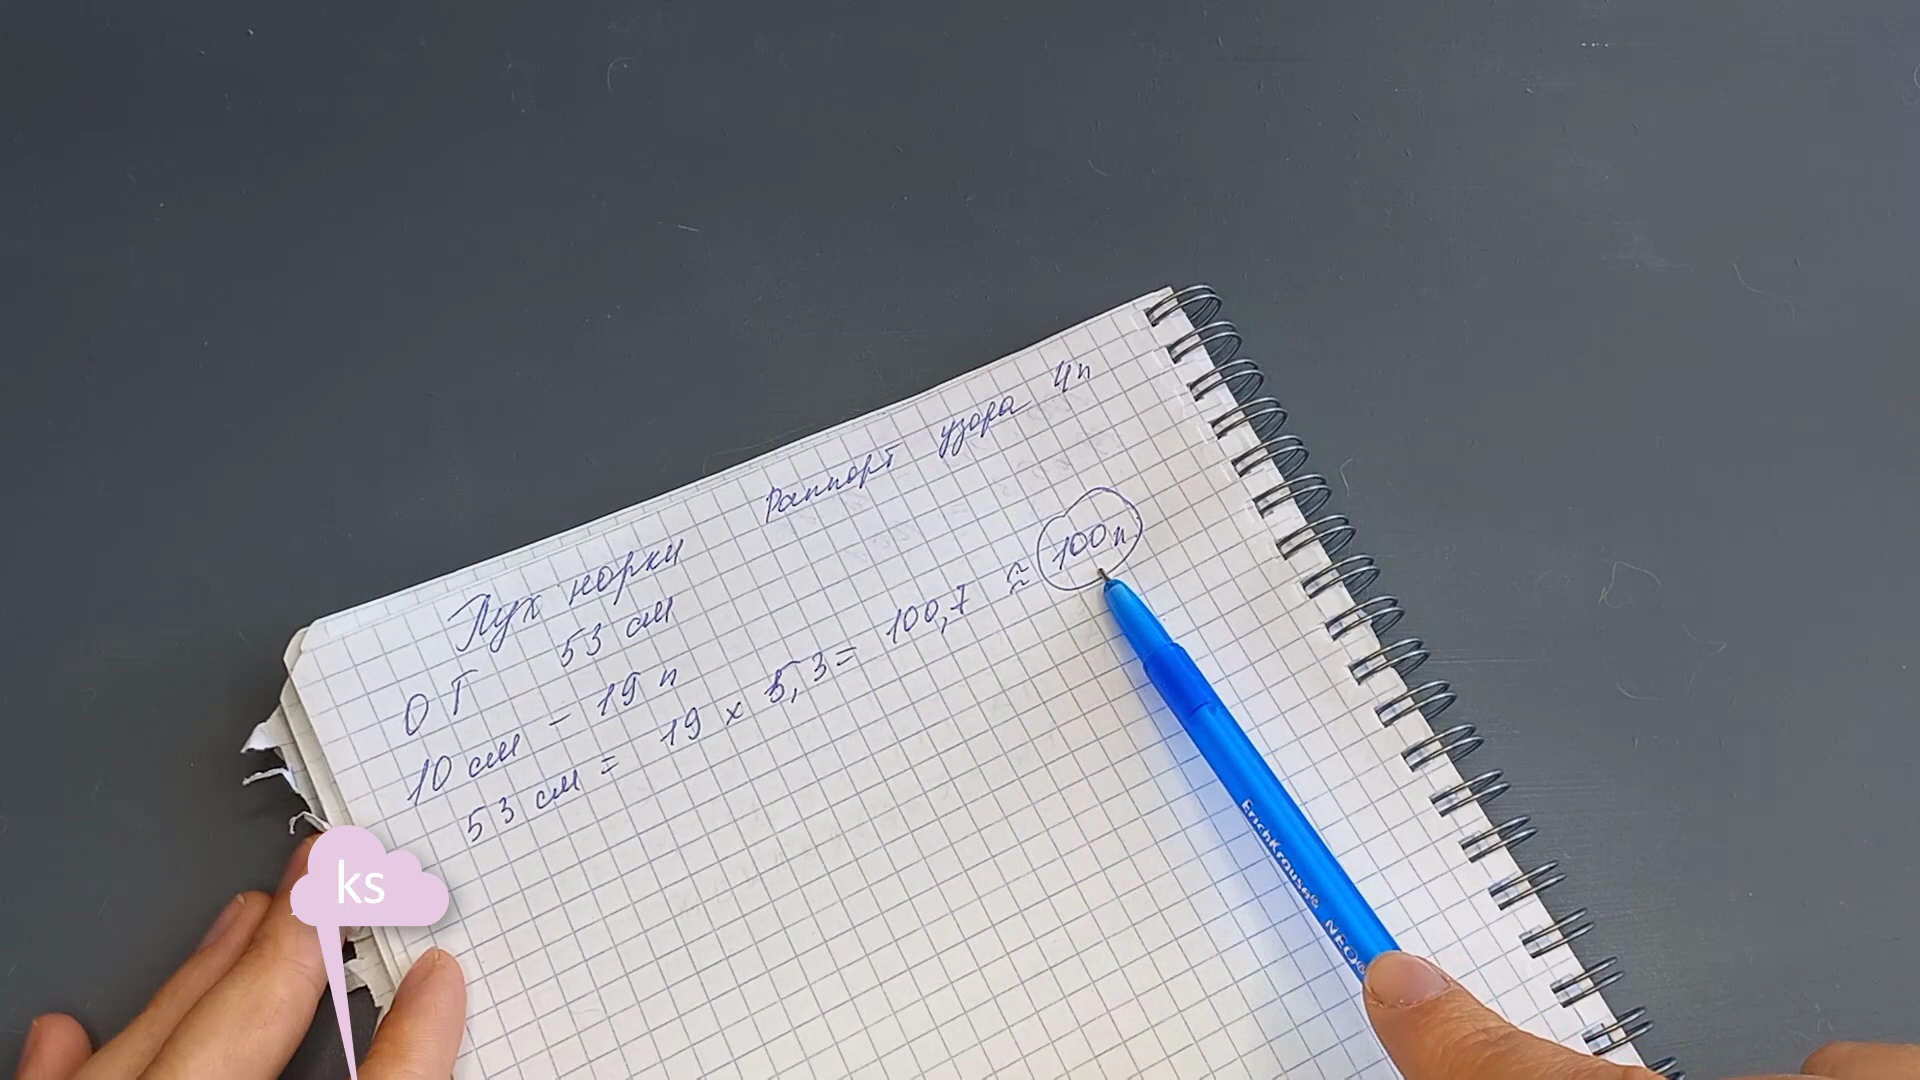 Раппорт узора 4п
Пух норки
ОГ 53 см
10 см - 19 п
53 см = 19 x 5,3 = 100,7 ≈ 100п
ErichKrause® NEO®
ks